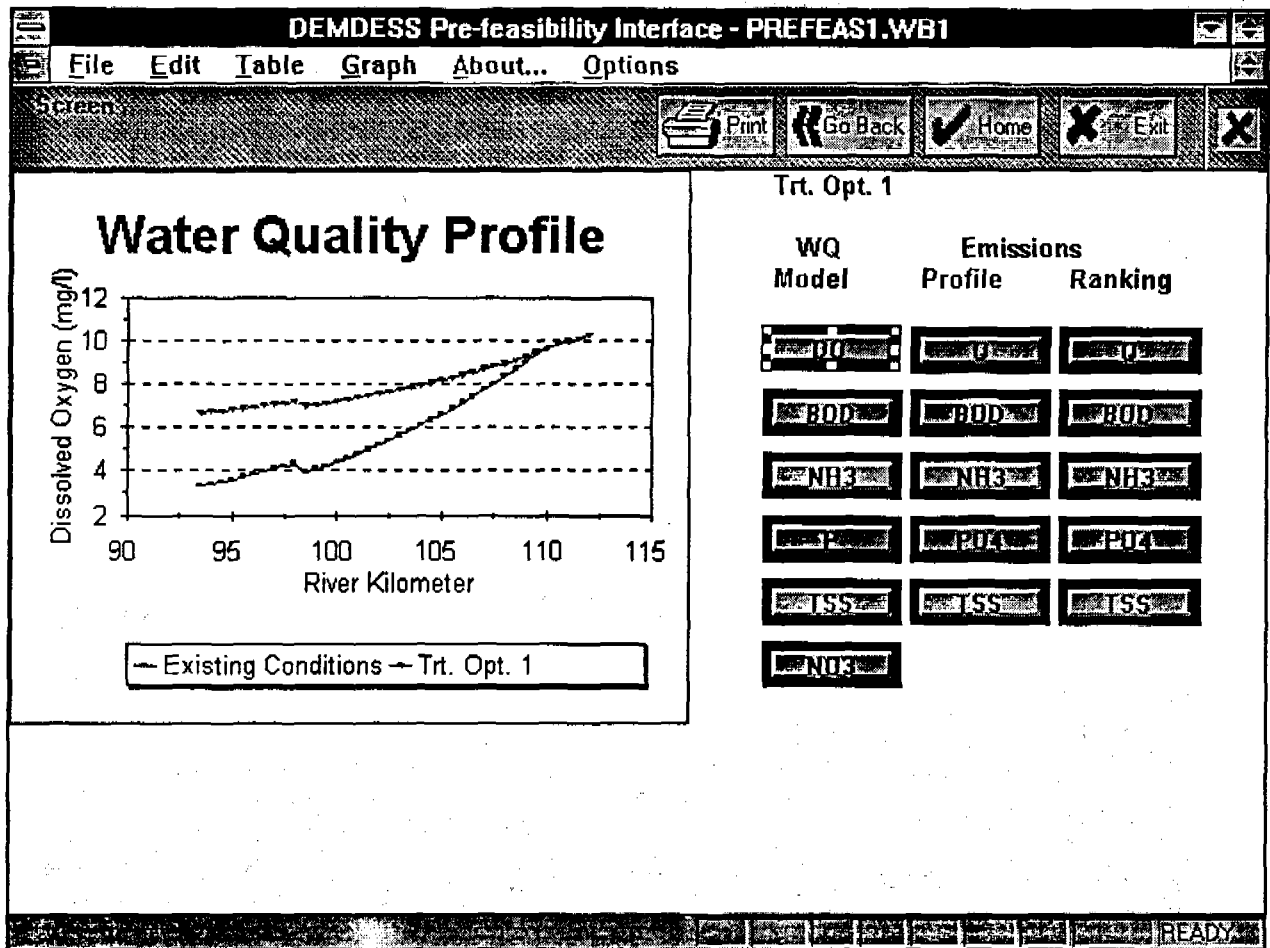 DEMDESS Pre-feasibility Interface - PREFEAS1.WB1
File Edit Table Graph About... Options
Screen:
Print Go Back Home Exit
Water Quality Profile
Dissolved Oxygen (mg/l)
12
10
8
6
4
2
90 95 100 105 110 115
River Kilometer
Existing Conditions Trt. Opt. 1
Trt. Opt. 1
WQ Emissions
Model Profile Ranking
DO Q Q
BOD BOD BOD
NH3 NH3 NH3
P PO4 PO4
TSS TSS TSS
NO3
READY